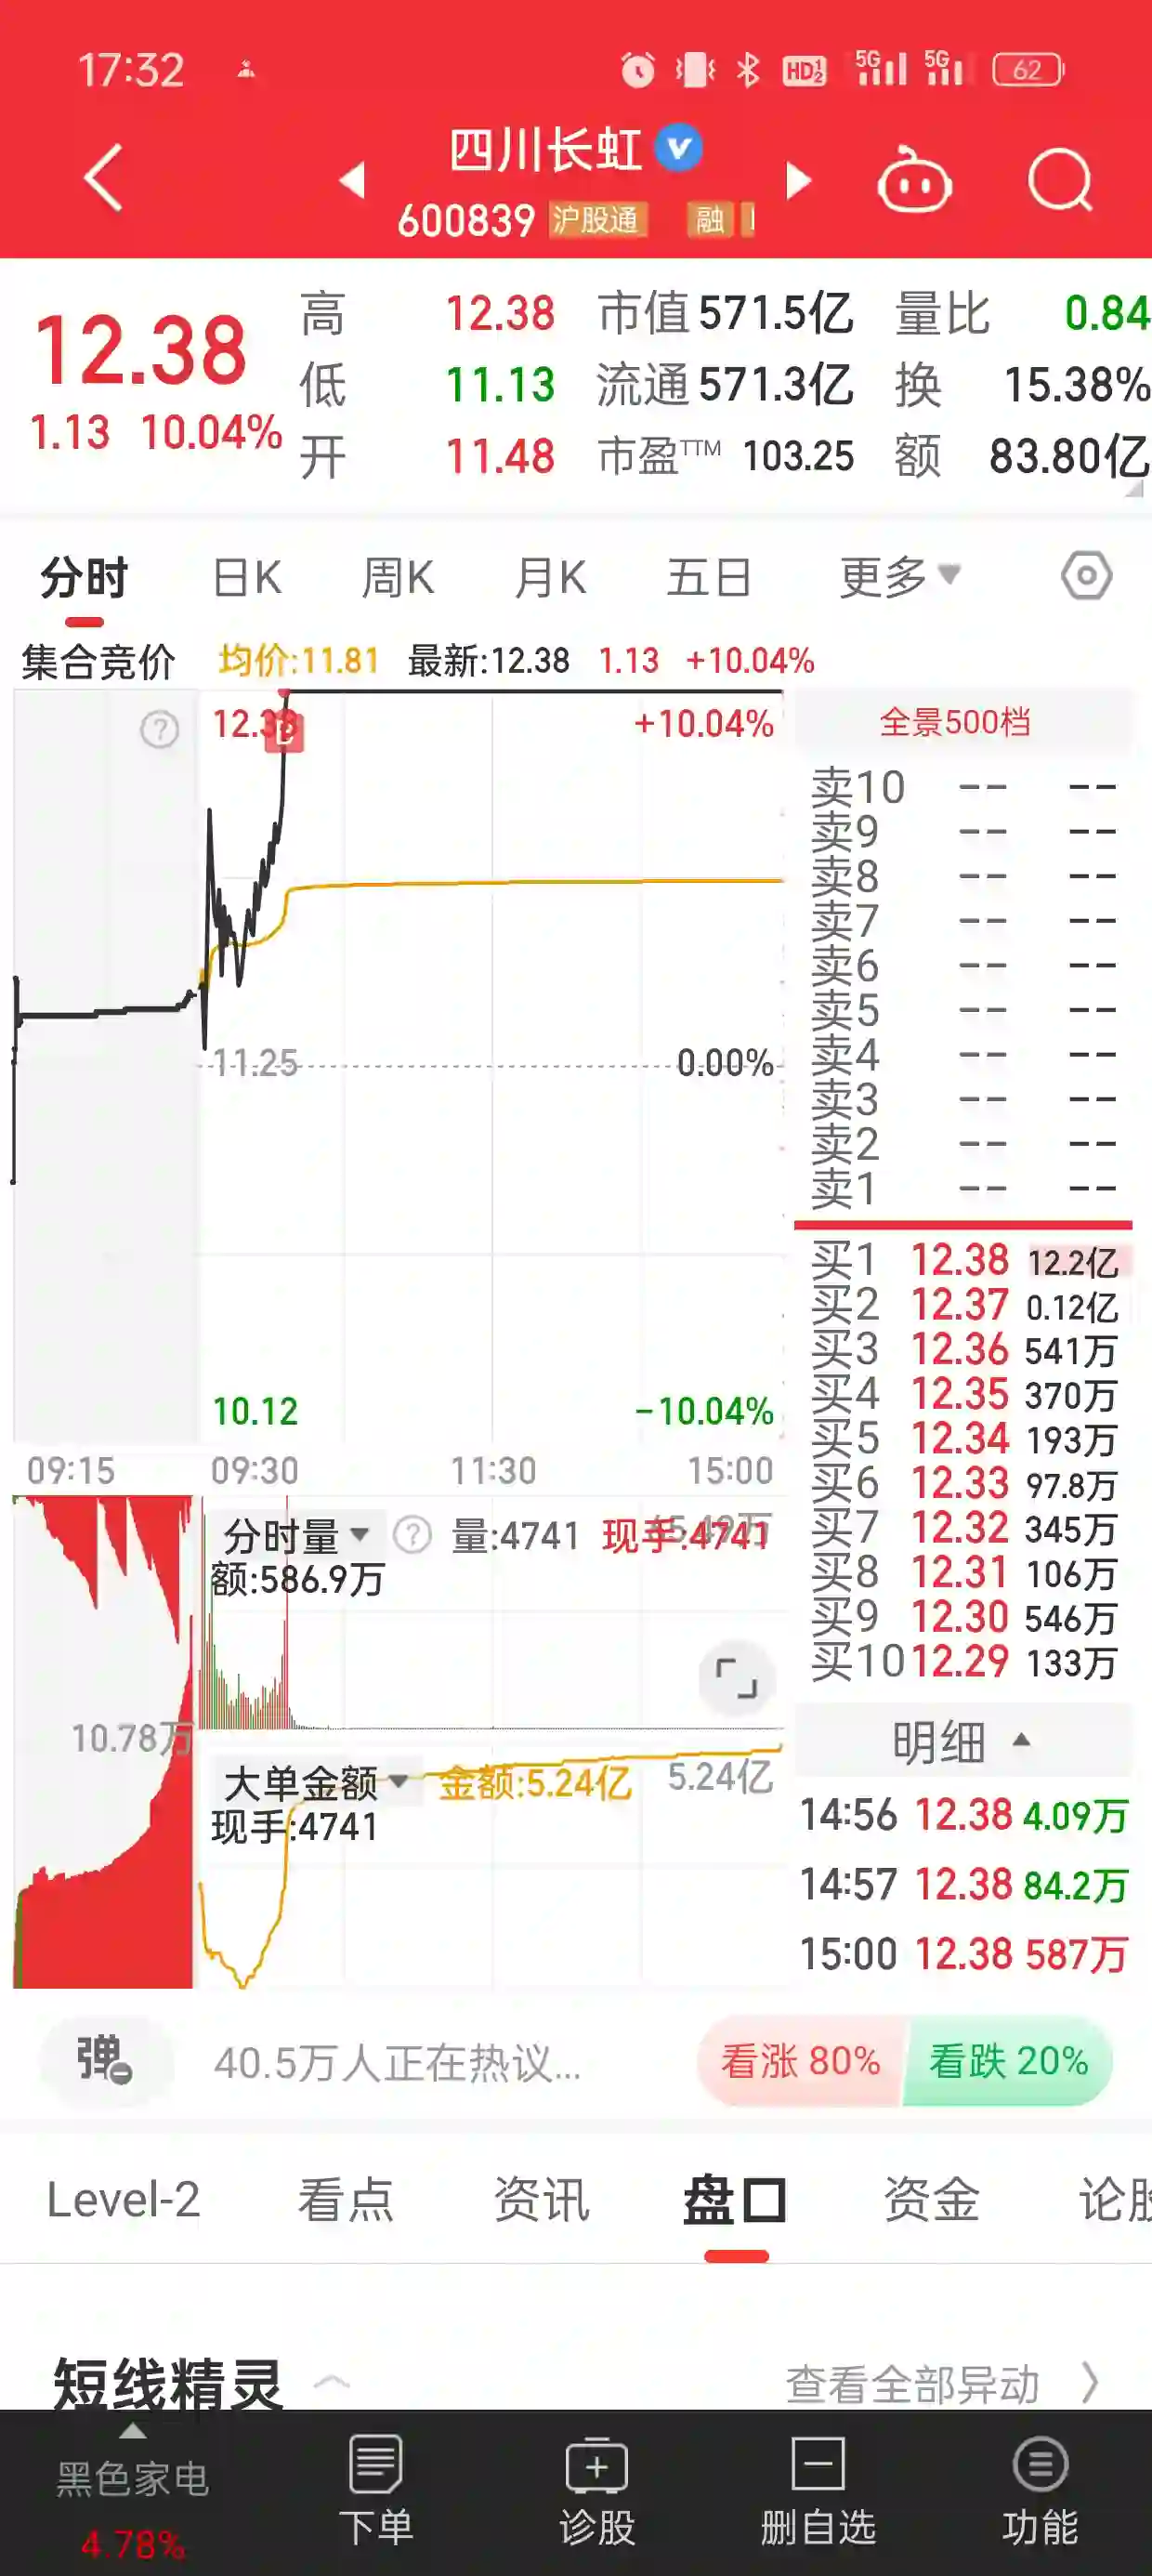 17:32 HD 1 2 5G 5G 62
四川长虹
600839 沪股通 融
12.38
1.13 10.04%
高 12.38 市值 571.5亿 量比 0.84
低 11.13 流通 571.3亿 换 15.38%
开 11.48 市盈TTM 103.25 额 83.80亿
分时 日K 周K 月K 五日 更多
集合竞价 均价:11.81 最新:12.38 1.13 +10.04%
12.38 +10.04%
11.25 0.00%
10.12 -10.04%
09:15 09:30 11:30 15:00
全景500档
卖10 -- --
卖9 -- --
卖8 -- --
卖7 -- --
卖6 -- --
卖5 -- --
卖4 -- --
卖3 -- --
卖2 -- --
卖1 -- --
买1 12.38 12.2亿
买2 12.37 0.12亿
买3 12.36 541万
买4 12.35 370万
买5 12.34 193万
买6 12.33 97.8万
买7 12.32 345万
买8 12.31 106万
买9 12.30 546万
买10 12.29 133万
分时量 ? 量:4741 现手:4741
额:586.9万
10.78万
大单金额 金额:5.24亿 5.24亿
现手:4741
明细
14:56 12.38 4.09万
14:57 12.38 84.2万
15:00 12.38 587万
弹 40.5万人正在热议... 看涨 80% 看跌 20%
Level-2 看点 资讯 盘口 资金 论股
短线精灵 查看全部异动
黑色家电 下单 诊股 删自选 功能
4.78%